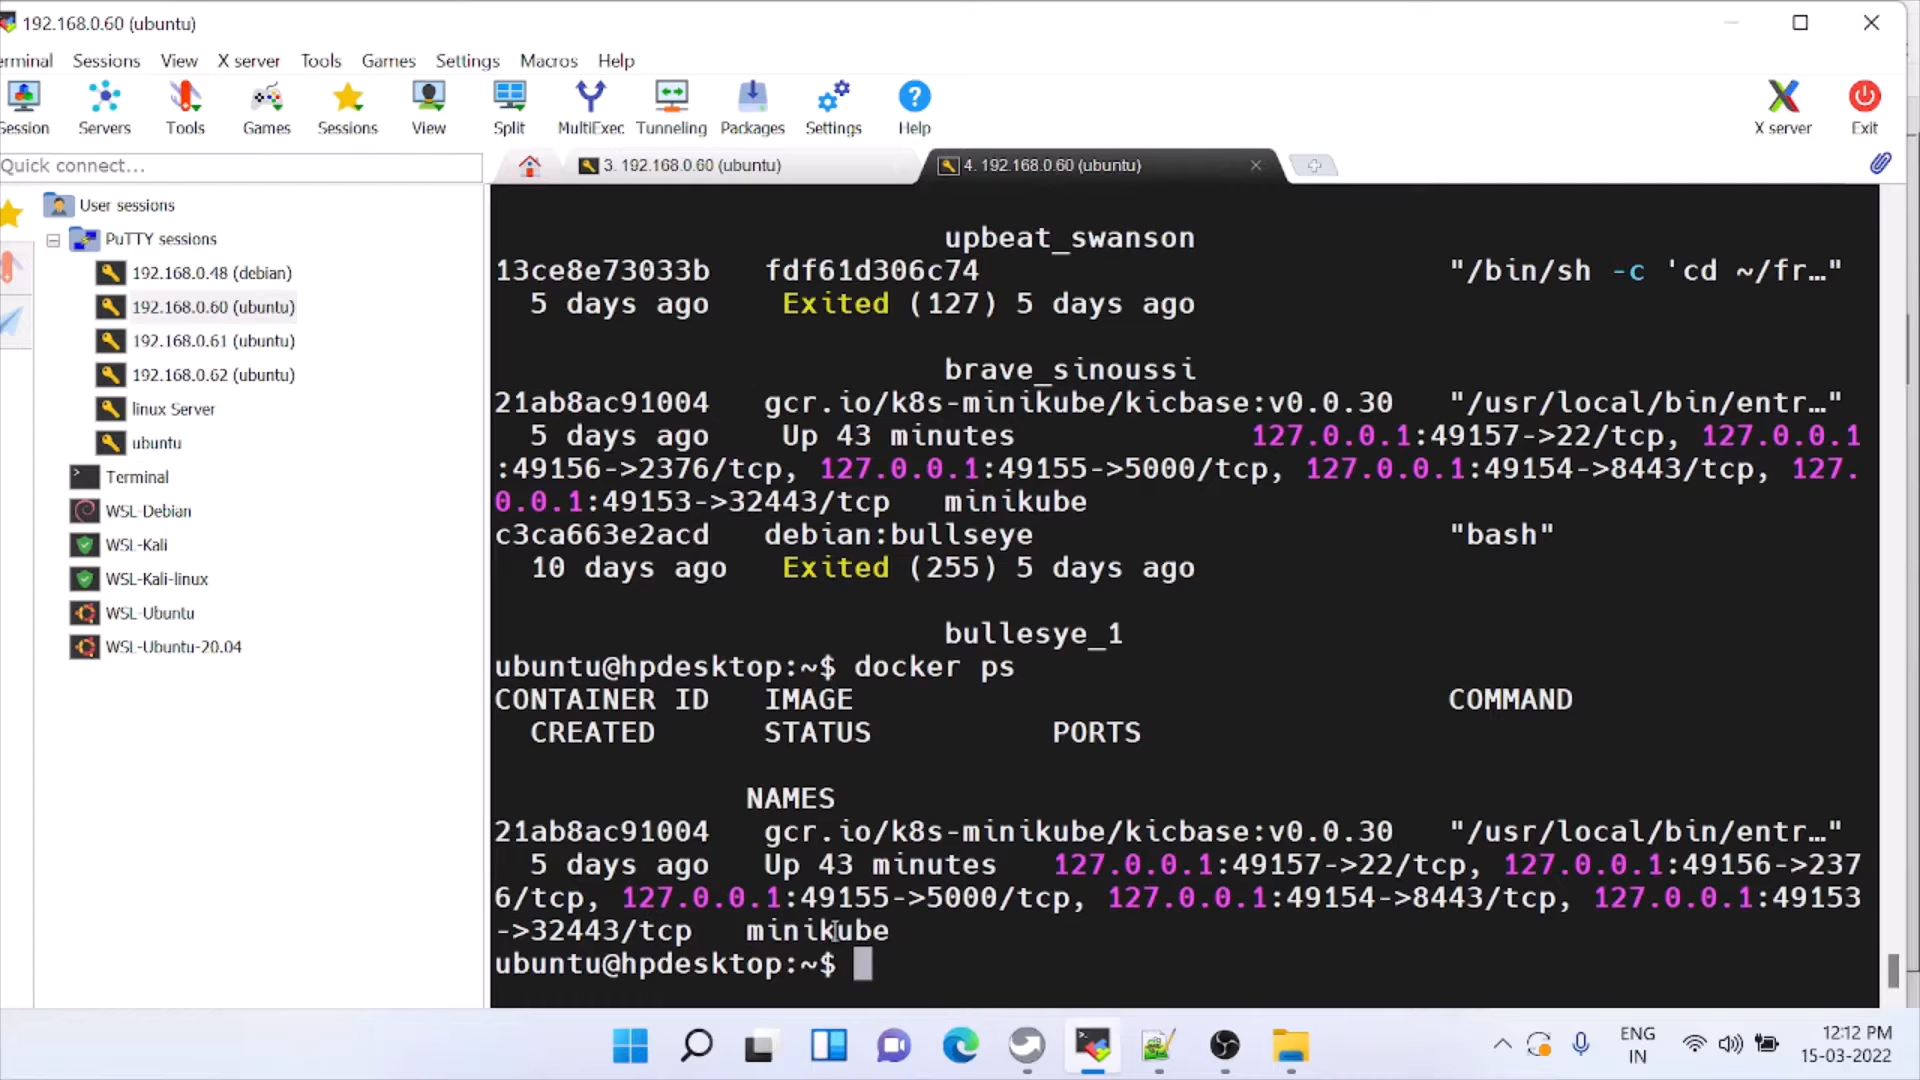 192.168.0.60 (ubuntu)
erminal Sessions View X server Tools Games Settings Macros Help
Session Servers Tools Games Sessions View Split MultiExec Tunneling Packages Settings Help X server Exit
Quick connect...
3. 192.168.0.60 (ubuntu)
4. 192.168.0.60 (ubuntu)
User sessions
PuTTY sessions
192.168.0.48 (debian)
192.168.0.60 (ubuntu)
192.168.0.61 (ubuntu)
192.168.0.62 (ubuntu)
linux Server
ubuntu
Terminal
WSL-Debian
WSL-Kali
WSL-Kali-linux
WSL-Ubuntu
WSL-Ubuntu-20.04
upbeat_swanson
13ce8e73033b fdf61d306c74 "/bin/sh -c 'cd ~/fr…"
5 days ago Exited (127) 5 days ago
brave_sinoussi
21ab8ac91004 gcr.io/k8s-minikube/kicbase:v0.0.30 "/usr/local/bin/entr…"
5 days ago Up 43 minutes 127.0.0.1:49157->22/tcp, 127.0.0.1
:49156->2376/tcp, 127.0.0.1:49155->5000/tcp, 127.0.0.1:49154->8443/tcp, 127.
0.0.1:49153->32443/tcp minikube
c3ca663e2acd debian:bullseye "bash"
10 days ago Exited (255) 5 days ago
bullesye_1
ubuntu@hpdesktop:~$ docker ps
CONTAINER ID IMAGE COMMAND
CREATED STATUS PORTS
NAMES
21ab8ac91004 gcr.io/k8s-minikube/kicbase:v0.0.30 "/usr/local/bin/entr…"
5 days ago Up 43 minutes 127.0.0.1:49157->22/tcp, 127.0.0.1:49156->237
6/tcp, 127.0.0.1:49155->5000/tcp, 127.0.0.1:49154->8443/tcp, 127.0.0.1:49153
->32443/tcp minikube
ubuntu@hpdesktop:~$
ENG
IN
12:12 PM
15-03-2022